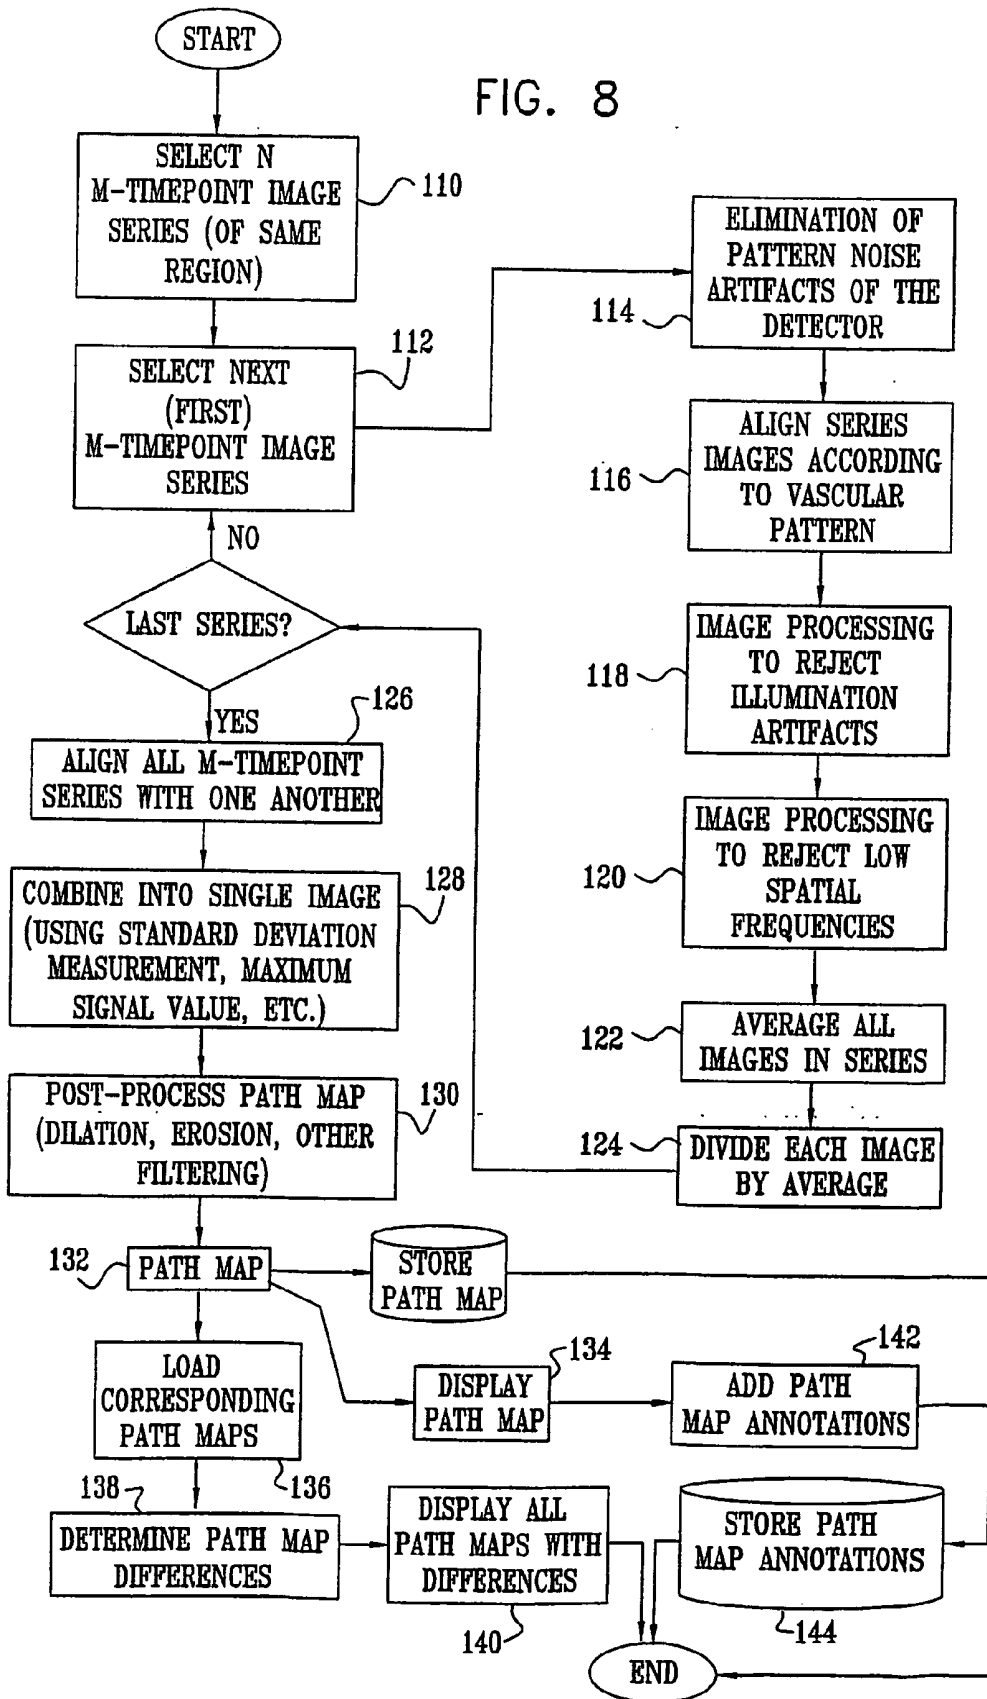 START
FIG. 8
SELECT N
M-TIMEPOINT IMAGE
SERIES (OF SAME
REGION)
110
SELECT NEXT
(FIRST)
M-TIMEPOINT IMAGE
SERIES
112
ELIMINATION OF
PATTERN NOISE
ARTIFACTS OF THE
DETECTOR
114
ALIGN SERIES
IMAGES ACCORDING
TO VASCULAR
PATTERN
116
IMAGE PROCESSING
TO REJECT
ILLUMINATION
ARTIFACTS
118
IMAGE PROCESSING
TO REJECT LOW
SPATIAL
FREQUENCIES
120
AVERAGE ALL
IMAGES IN SERIES
122
DIVIDE EACH IMAGE
BY AVERAGE
124
NO
LAST SERIES?
YES
126
ALIGN ALL M-TIMEPOINT
SERIES WITH ONE ANOTHER
COMBINE INTO SINGLE IMAGE
(USING STANDARD DEVIATION
MEASUREMENT, MAXIMUM
SIGNAL VALUE, ETC.)
128
POST-PROCESS PATH MAP
(DILATION, EROSION, OTHER
FILTERING)
130
132
PATH MAP
STORE
PATH MAP
LOAD
CORRESPONDING
PATH MAPS
136
134
DISPLAY
PATH MAP
142
ADD PATH
MAP ANNOTATIONS
138
DETERMINE PATH MAP
DIFFERENCES
DISPLAY ALL
PATH MAPS WITH
DIFFERENCES
140
STORE PATH
MAP ANNOTATIONS
144
END